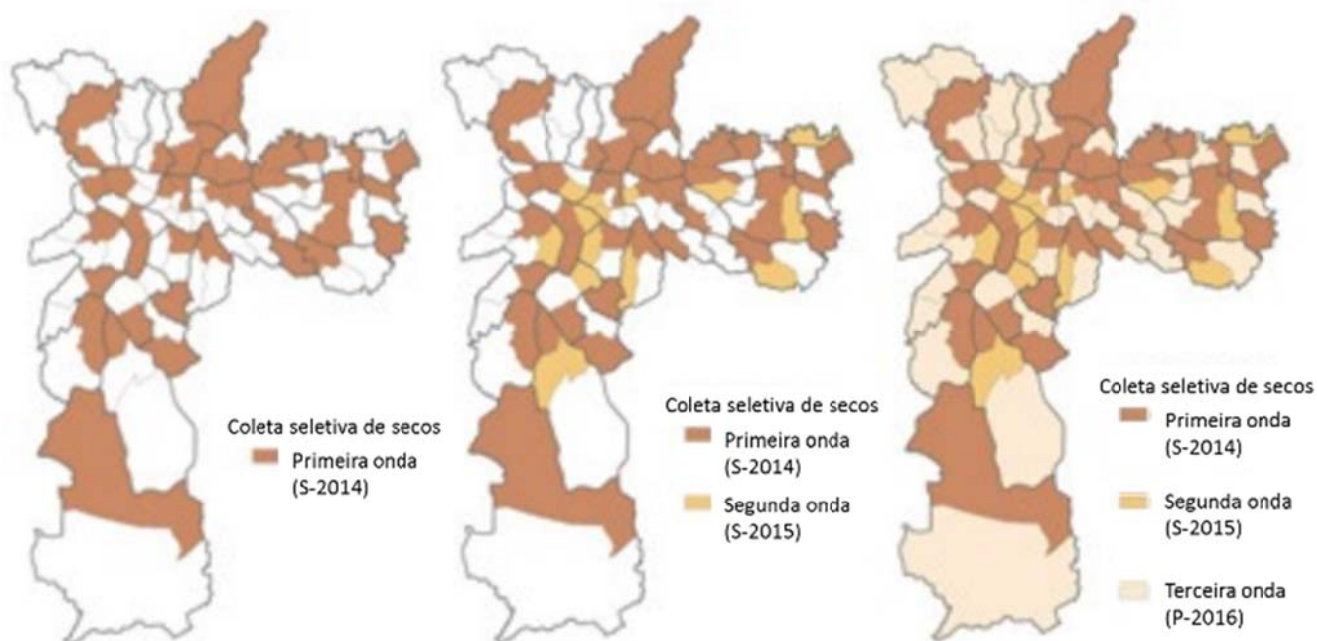 Coleta seletiva de secos
Primeira onda
(S-2014)
Coleta seletiva de secos
Primeira onda
(S-2014)
Segunda onda
(S-2015)
Coleta seletiva de secos
Primeira onda
(S-2014)
Segunda onda
(S-2015)
Terceira onda
(P-2016)